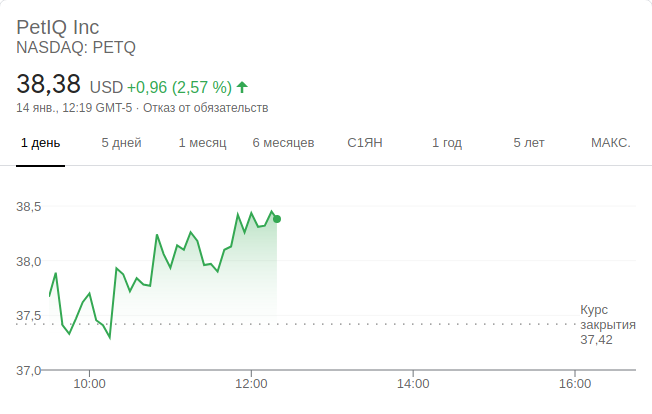 PetIQ Inc
NASDAQ: PETQ
38,38 USD +0,96 (2,57 %)
14 янв., 12:19 GMT-5 · Отказ от обязательств
1 день 5 дней 1 месяц 6 месяцев С1ЯН 1 год 5 лет МАКС.
38,5
38,0
37,5
37,0
Курс
закрытия
37,42
10:00 12:00 14:00 16:00